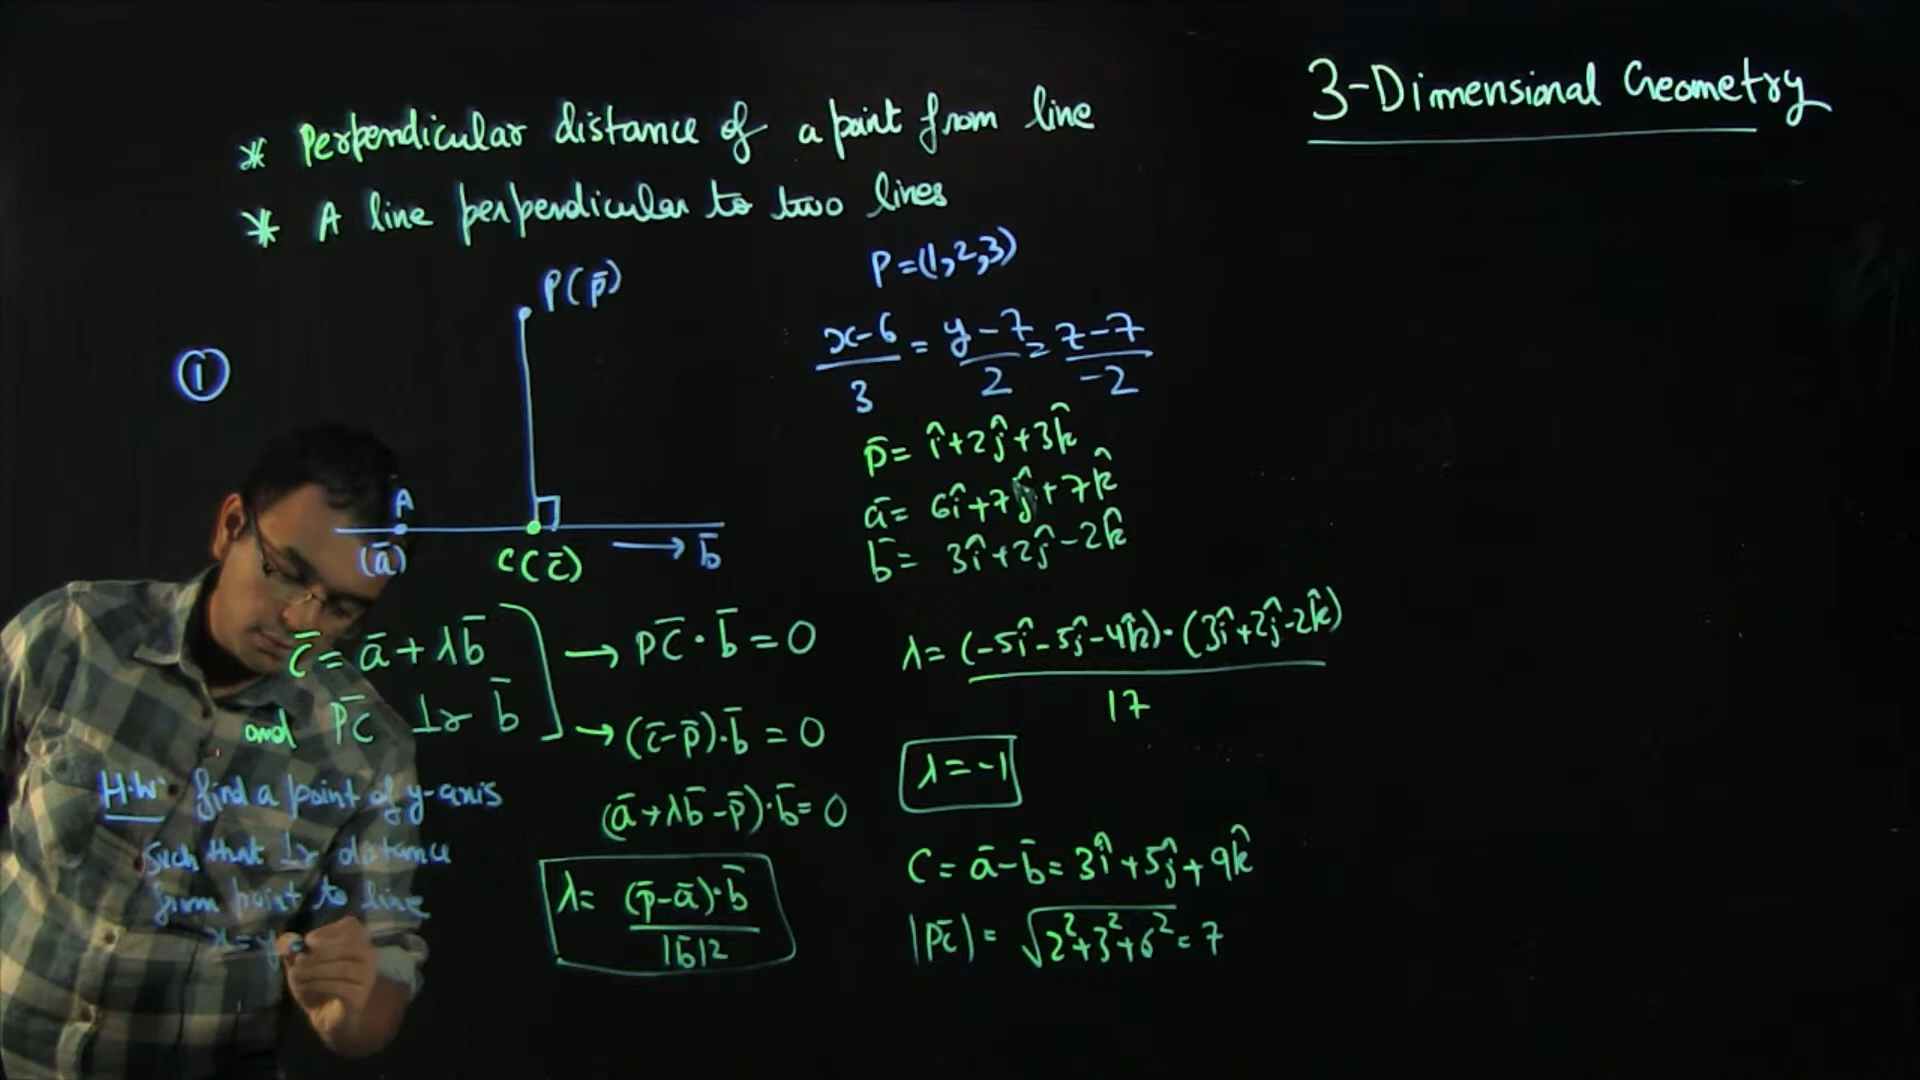 3-Dimensional Geometry
* Perpendicular distance of a point from line
* A line perpendicular to two lines
①
P(p̄)
A
(ā)
C(c̄)
→ b̄
c̄ = ā + λb̄
and P̄C̄ ⊥r b̄
→ P̄C̄ · b̄ = 0
→ (c̄-p̄)·b̄ = 0
(ā+λb̄-p̄)·b̄ = 0
λ = (p̄-ā)·b̄ / |b̄|2
H.W. find a point of y-axis
such that ⊥r distance
from point to line
x=y
P=(1,2,3)
x-6/3 = y-7/2 = z-7/-2
p̄ = î+2ĵ+3k̂
ā = 6î+7ĵ+7k̂
b̄ = 3î+2ĵ-2k̂
λ = (-5î-5ĵ-4k̂)·(3î+2ĵ-2k̂) / 17
λ = -1
C = ā-b̄ = 3î+5ĵ+9k̂
|P̄c̄| = √2²+3²+6² = 7